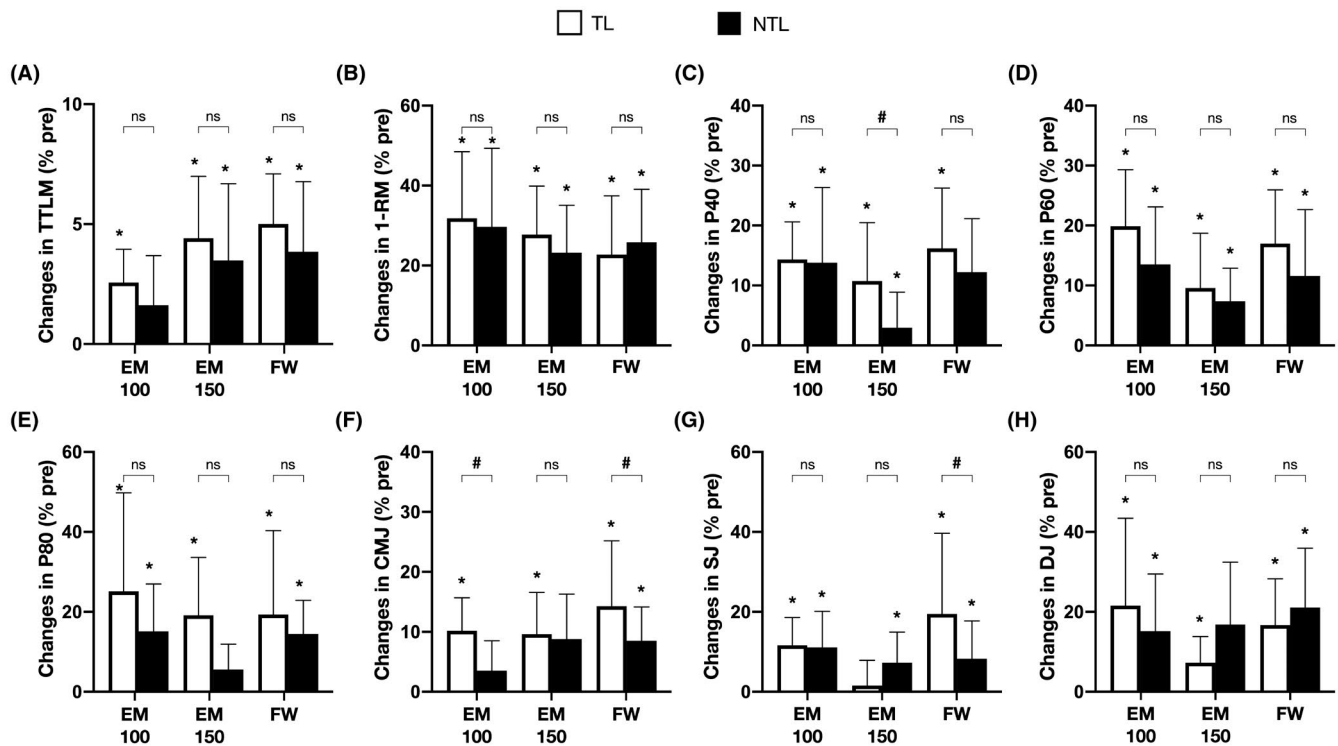 TL NTL
(A) (B) (C) (D)
Changes in TTLM (% pre)
10
5
0
ns ns ns
* * * * *
EM EM FW
100 150
Changes in 1-RM (% pre)
60
40
20
0
ns ns ns
* * * * * *
EM EM FW
100 150
Changes in P40 (% pre)
40
30
20
10
0
ns # ns
* * * * *
EM EM FW
100 150
Changes in P60 (% pre)
40
30
20
10
0
ns ns ns
* * * * * *
EM EM FW
100 150
(E) (F) (G) (H)
Changes in P80 (% pre)
60
40
20
0
ns ns ns
* * * * *
EM EM FW
100 150
Changes in CMJ (% pre)
40
30
20
10
0
# ns #
* * * *
EM EM FW
100 150
Changes in SJ (% pre)
60
40
20
0
ns ns #
* * * * *
EM EM FW
100 150
Changes in DJ (% pre)
60
40
20
0
ns ns ns
* * * * *
EM EM FW
100 150